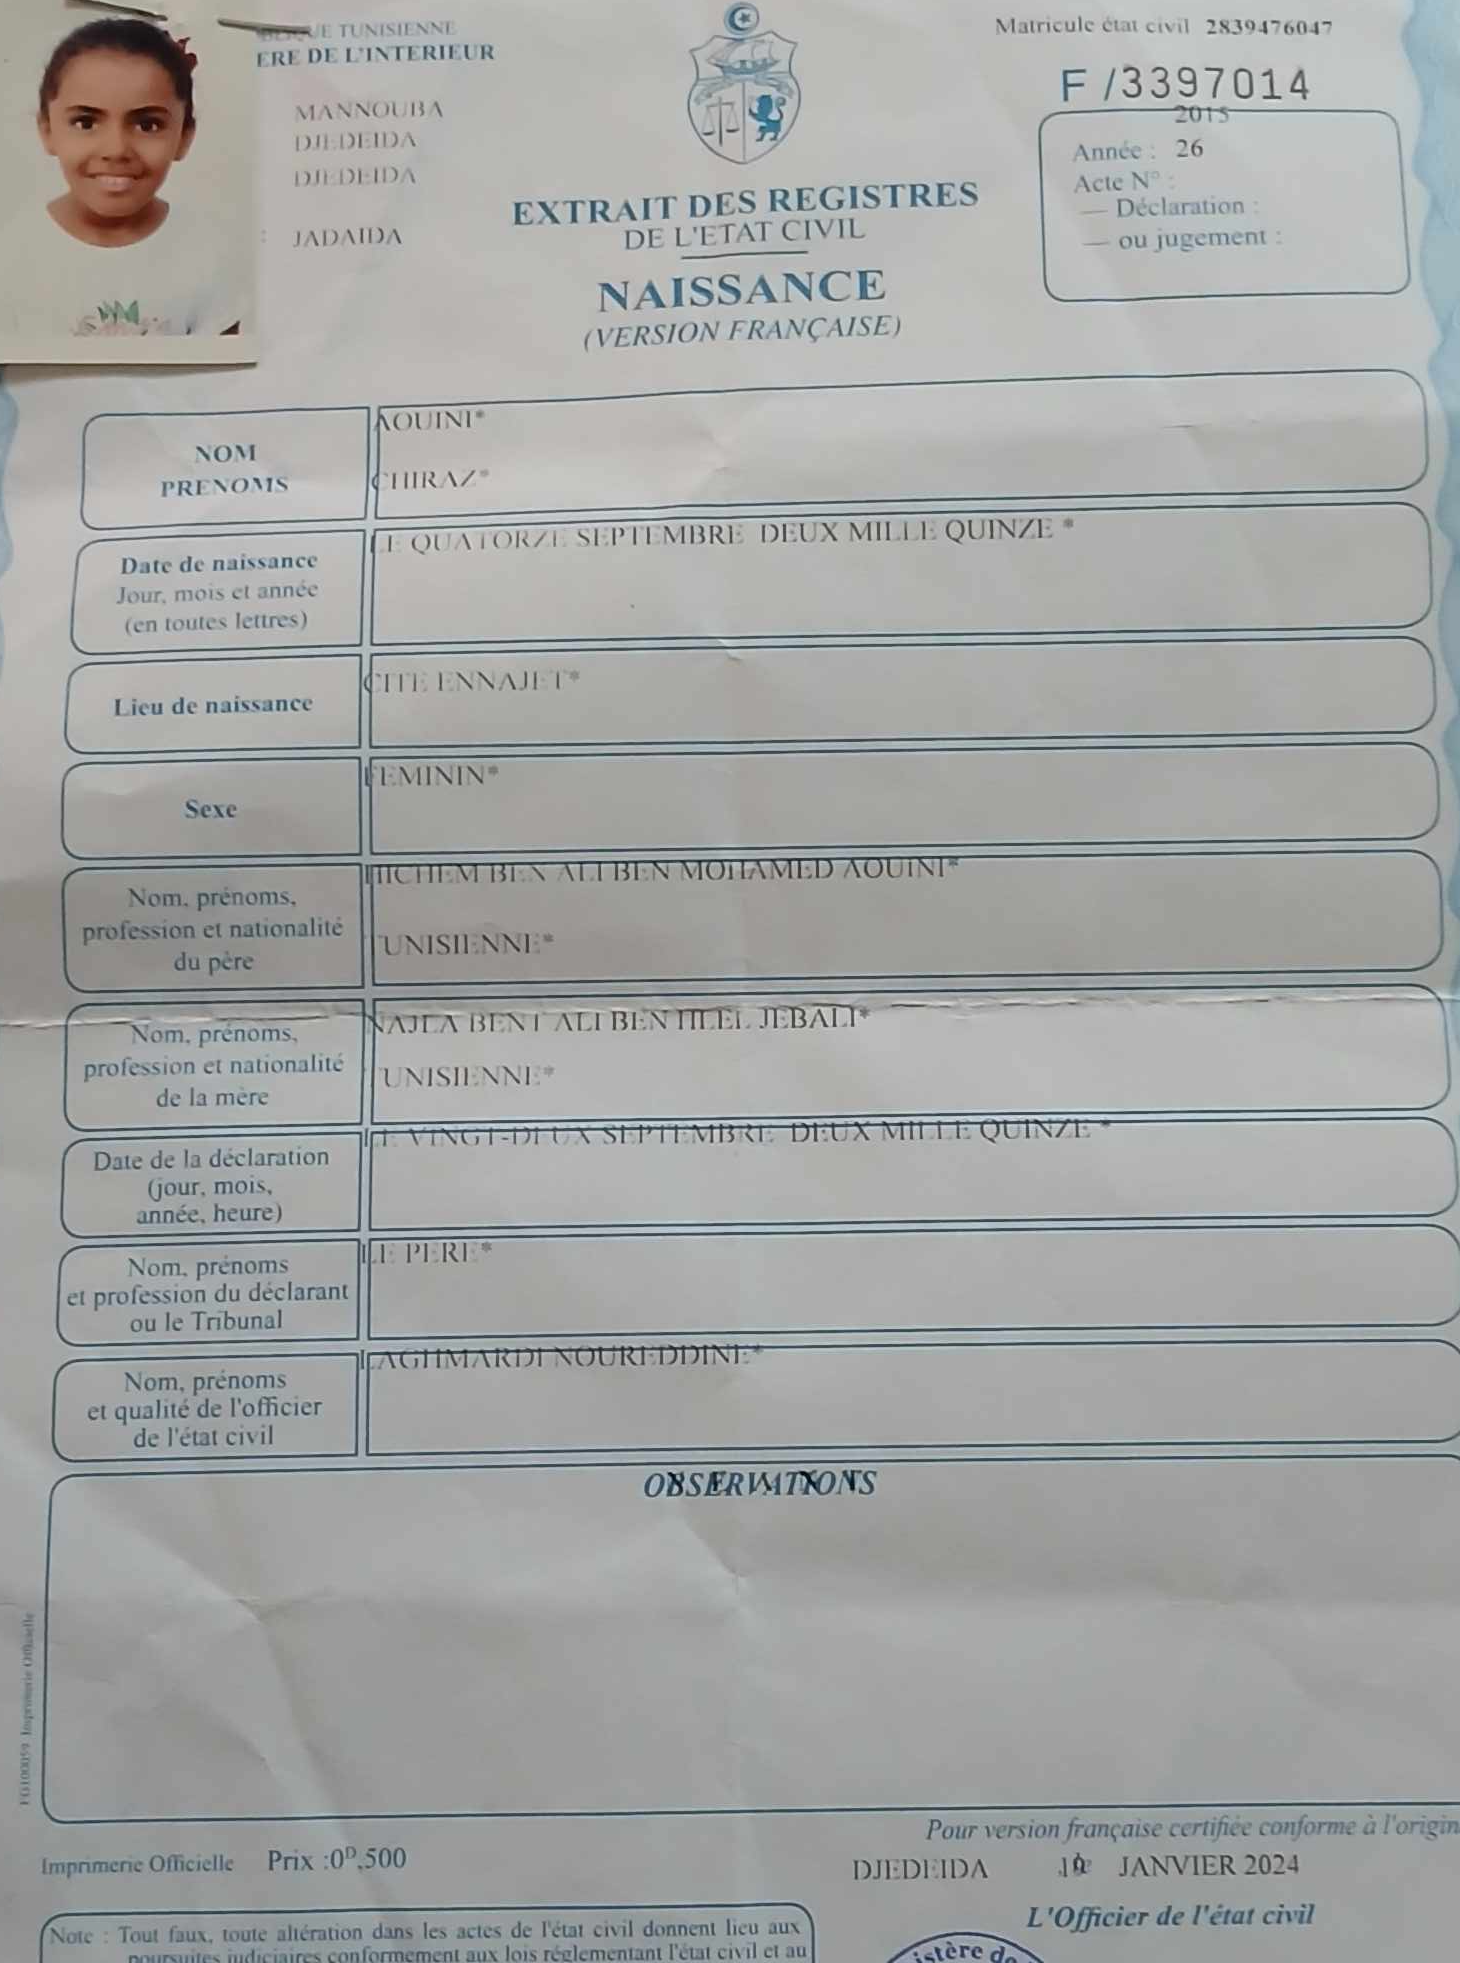 UE TUNISIENNE
ERE DE L'INTERIEUR
MANNOUBA
DJEDEIDA
DJEDEIDA
: JADAIDA
EXTRAIT DES REGISTRES
DE L'ETAT CIVIL
NAISSANCE
(VERSION FRANÇAISE)
Matricule état civil 2839476047
F /3397014
2015
Année : 26
Acte N° :
— Déclaration :
— ou jugement :
NOM
PRENOMS
AOUINI*
CHIRAZ*
Date de naissance
Jour, mois et année
(en toutes lettres)
LE QUATORZE SEPTEMBRE DEUX MILLE QUINZE *
Lieu de naissance
CITE ENNAJET*
Sexe
FEMININ*
Nom, prénoms,
profession et nationalité
du père
HICHEM BEN ALI BEN MOHAMED AOUINI*
TUNISIENNE*
Nom, prénoms,
profession et nationalité
de la mère
NAJLA BENT ALI BEN HLEL JEBALI*
TUNISIENNE*
Date de la déclaration
(jour, mois,
année, heure)
LE VINGT-DEUX SEPTEMBRE DEUX MILLE QUINZE *
Nom, prénoms
et profession du déclarant
ou le Tribunal
LE PERE*
Nom, prénoms
et qualité de l'officier
de l'état civil
LAGHMARDI NOUREDDINE*
OBSERVATIONS
Imprimerie Officielle
Pour version française certifiée conforme à l'origin
Imprimerie Officielle Prix :0ᴰ,500
DJEDEIDA JANVIER 2024
L'Officier de l'état civil
Note : Tout faux, toute altération dans les actes de l'état civil donnent lieu aux
poursuites judiciaires conformement aux lois réglementant l'état civil et au
istère de